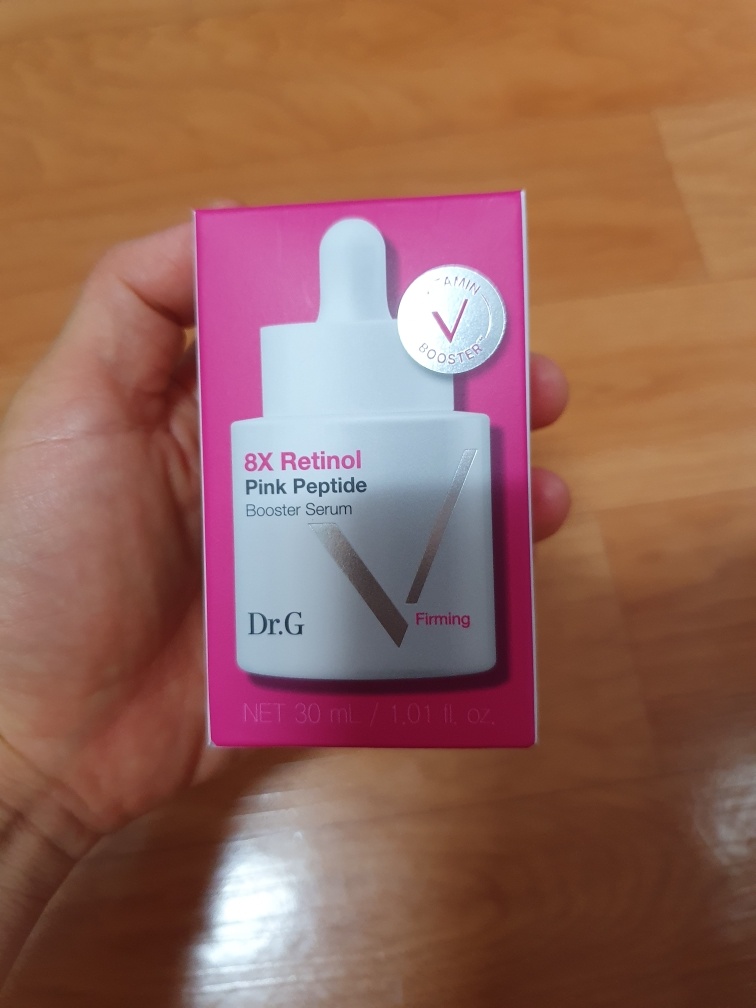 VITAMIN
BOOSTER
8X Retinol
Pink Peptide
Booster Serum
Dr.G
Firming
NET 30 mL / 1.01 fl. oz.